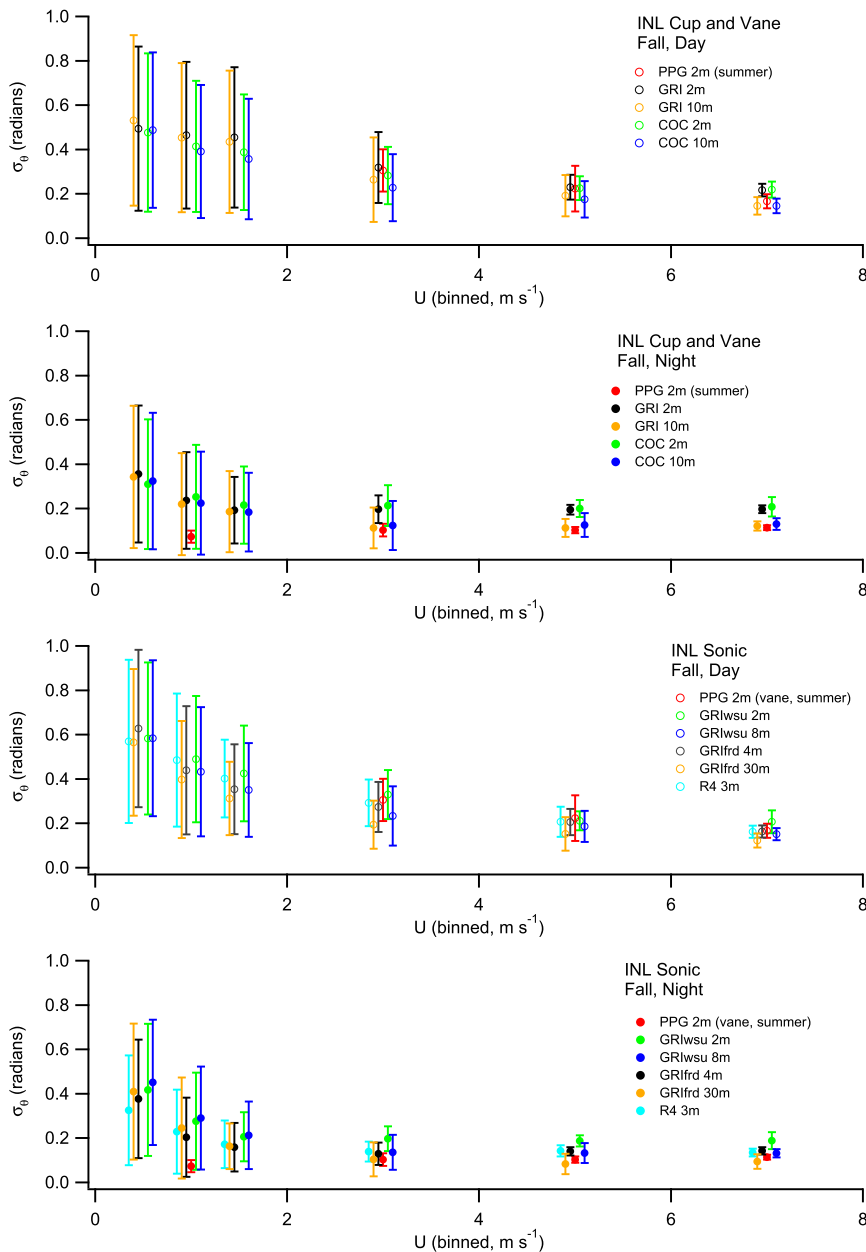 INL Cup and Vane
Fall, Day
PPG 2m (summer)
GRI 2m
GRI 10m
COC 2m
COC 10m
1.0
0.8
0.6
0.4
0.2
0.0
σθ (radians)
0 2 4 6 8
U (binned, m s⁻¹)
INL Cup and Vane
Fall, Night
PPG 2m (summer)
GRI 2m
GRI 10m
COC 2m
COC 10m
1.0
0.8
0.6
0.4
0.2
0.0
σθ (radians)
0 2 4 6 8
U (binned, m s⁻¹)
INL Sonic
Fall, Day
PPG 2m (vane, summer)
GRIwsu 2m
GRIwsu 8m
GRIfrd 4m
GRIfrd 30m
R4 3m
1.0
0.8
0.6
0.4
0.2
0.0
σθ (radians)
0 2 4 6 8
U (binned, m s⁻¹)
INL Sonic
Fall, Night
PPG 2m (vane, summer)
GRIwsu 2m
GRIwsu 8m
GRIfrd 4m
GRIfrd 30m
R4 3m
1.0
0.8
0.6
0.4
0.2
0.0
σθ (radians)
0 2 4 6 8
U (binned, m s⁻¹)